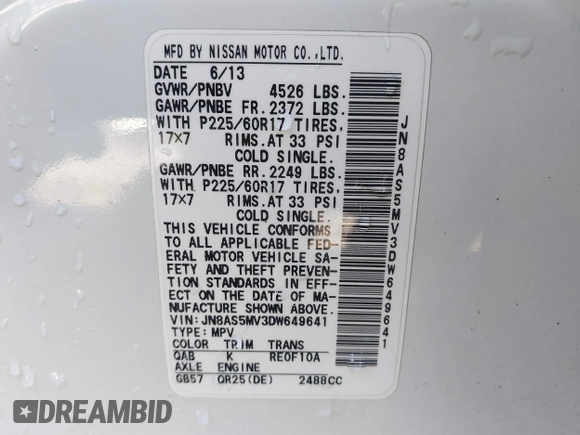 MFD BY NISSAN MOTOR CO.,LTD.
DATE 6/13
GVWR/PNBV 4526 LBS.
GAWR/PNBE FR. 2372 LBS.
WITH P225/60R17 TIRES,
17x7 RIMS. AT 33 PSI
COLD SINGLE.
GAWR/PNBE RR. 2249 LBS.
WITH P225/60R17 TIRES,
17x7 RIMS. AT 33 PSI
COLD SINGLE.
THIS VEHICLE CONFORMS
TO ALL APPLICABLE FED-
ERAL MOTOR VEHICLE SA-
FETY AND THEFT PREVEN-
TION STANDARDS IN EFF-
ECT ON THE DATE OF MA-
NUFACTURE SHOWN ABOVE.
VIN: JN8AS5MV3DW649641
TYPE: MPV
COLOR TRIM TRANS
QAB K RE0F10A
AXLE ENGINE
GB57 QR25(DE) 2488CC
JN8AS5MV3DW649641
DREAMBID